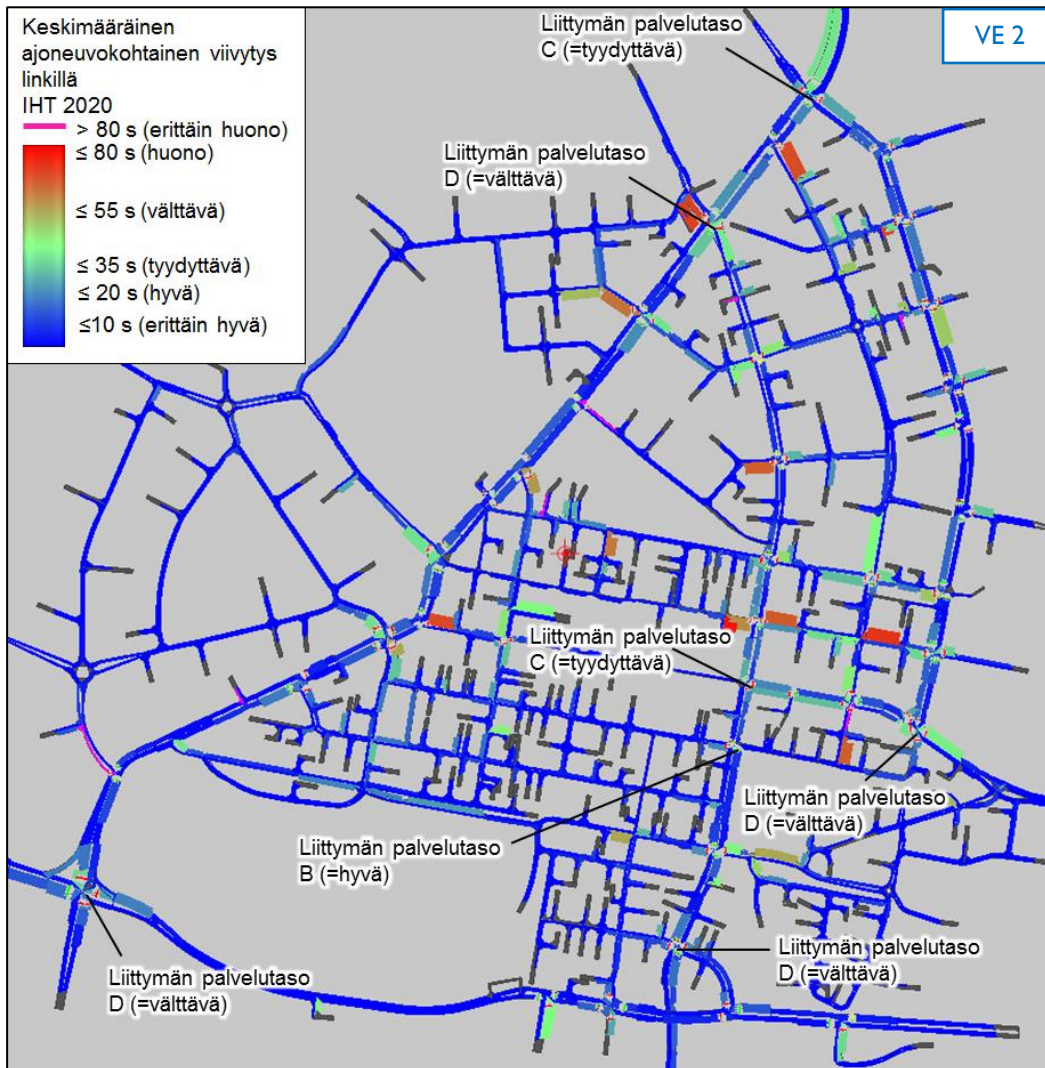 Keskimääräinen
ajoneuvokohtainen viivytys
linkillä
IHT 2020
> 80 s (erittäin huono)
≤ 80 s (huono)
≤ 55 s (välttävä)
≤ 35 s (tyydyttävä)
≤ 20 s (hyvä)
≤10 s (erittäin hyvä)
Liittymän palvelutaso
C (=tyydyttävä)
VE 2
Liittymän palvelutaso
D (=välttävä)
Liittymän palvelutaso
C (=tyydyttävä)
Liittymän palvelutaso
D (=välttävä)
Liittymän palvelutaso
B (=hyvä)
Liittymän palvelutaso
D (=välttävä)
Liittymän palvelutaso
D (=välttävä)